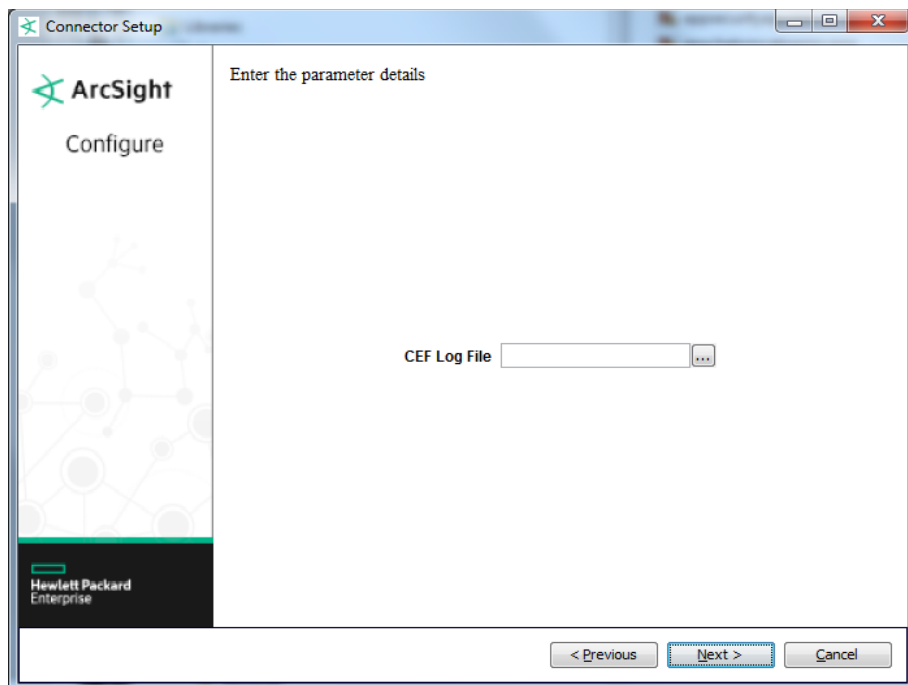 Connector Setup
ArcSight
Configure
Enter the parameter details
CEF Log File
...
Hewlett Packard
Enterprise
< Previous
Next >
Cancel